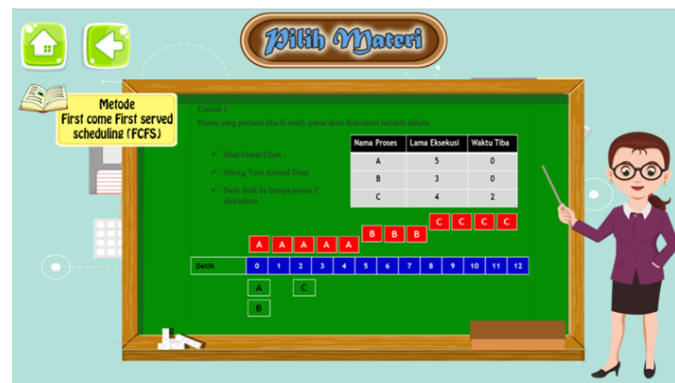 Pilih Materi
Metode
First come First served
scheduling (FCFS)
Contoh 1
Proses yang pertama tiba di ready queue akan dieksekusi terlebih dahulu
✓ Buat Grant Chart :
✓ Hitung Turn Around Time
✓ Pada detik ke berapa proses C
dieksekusi
Nama Proses Lama Eksekusi Waktu Tiba
A 5 0
B 3 0
C 4 2
C C C C
B B B
A A A A A
Detik 0 1 2 3 4 5 6 7 8 9 10 11 12
A C
B